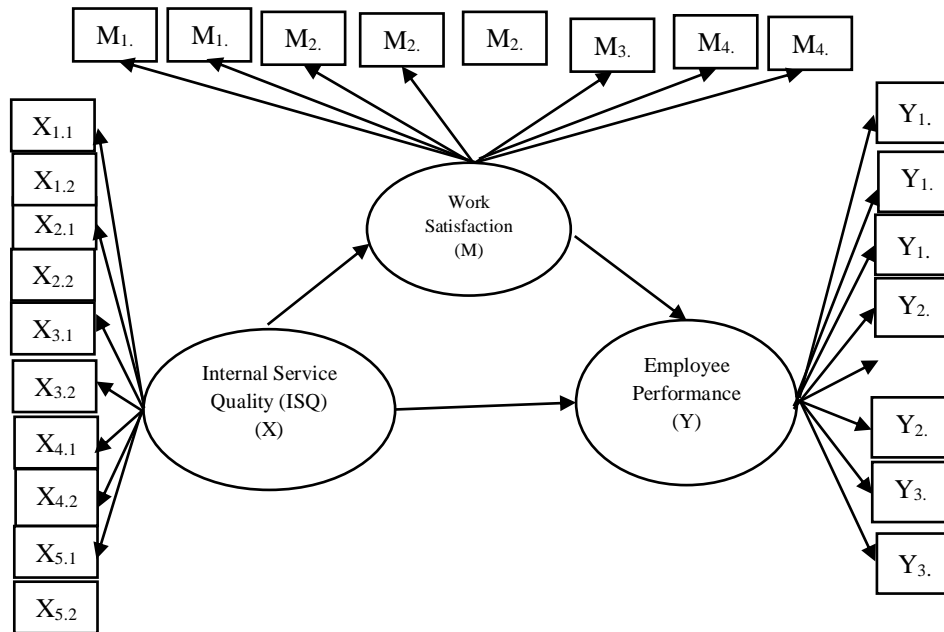 M1. M1. M2. M2. M2. M3. M4. M4.
X1.1
X1.2
X2.1
X2.2
X3.1
X3.2
X4.1
X4.2
X5.1
X5.2
Work
Satisfaction
(M)
Internal Service
Quality (ISQ)
(X)
Employee
Performance
(Y)
Y1.
Y1.
Y1.
Y2.
Y2.
Y3.
Y3.